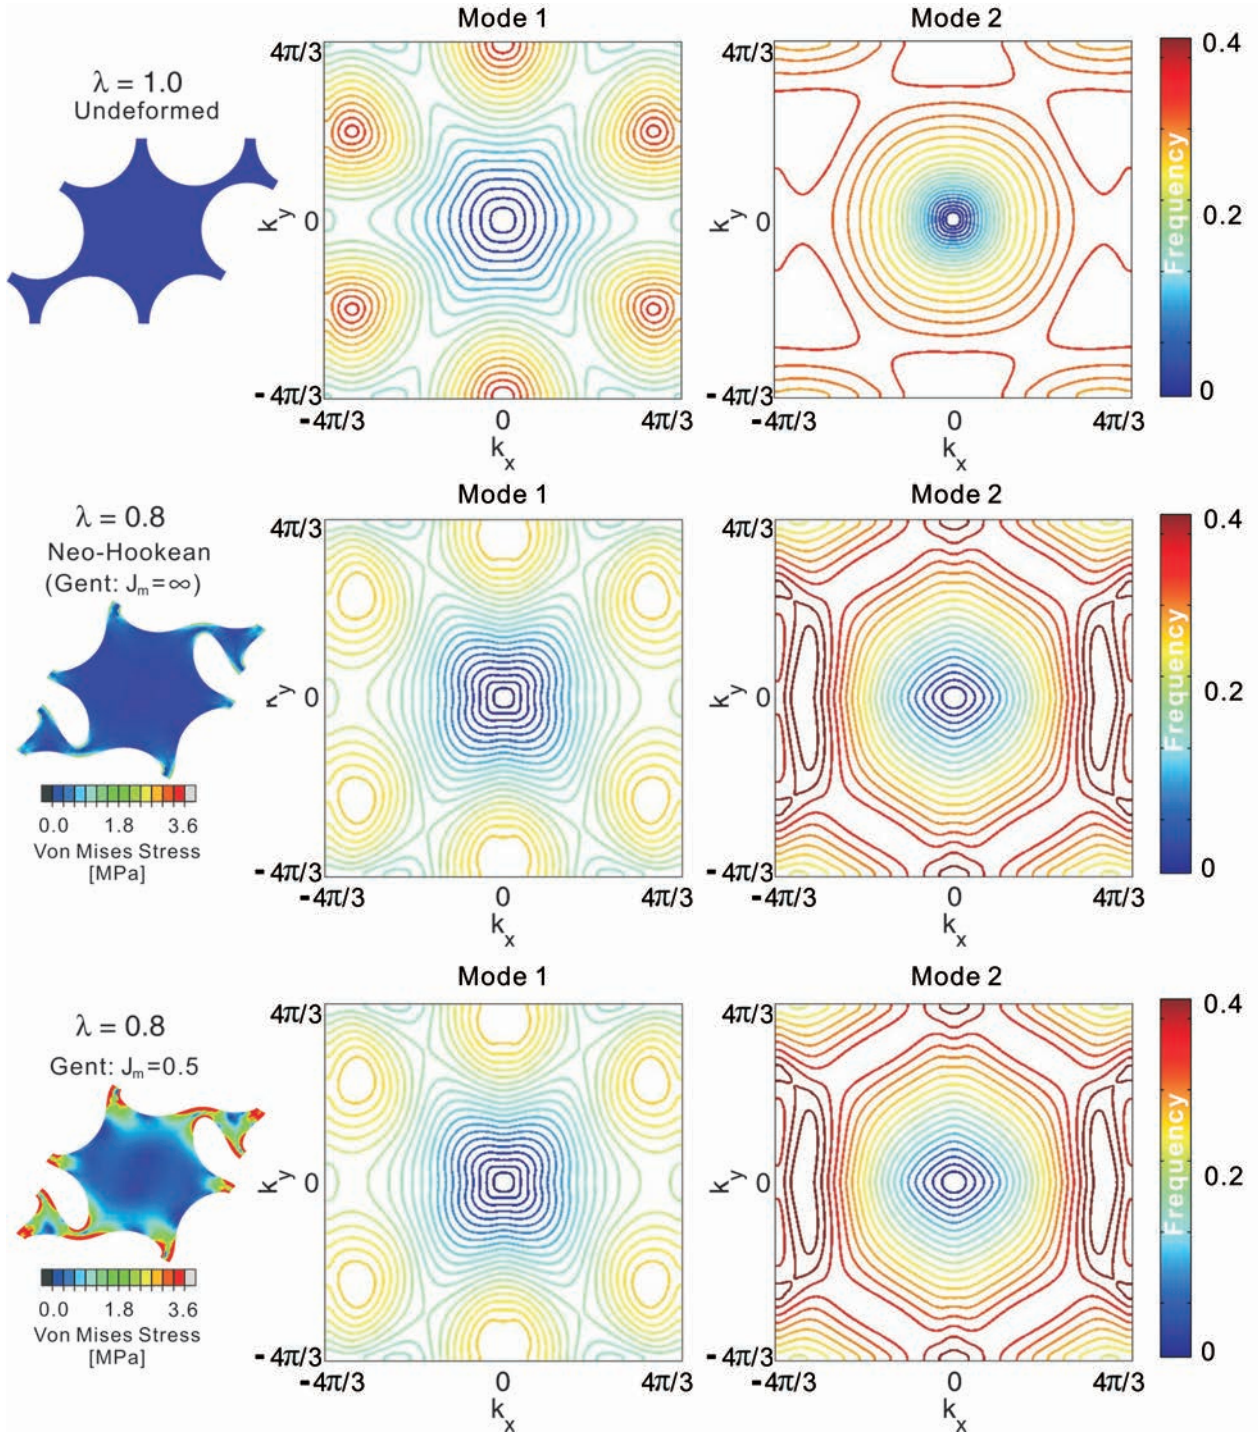 Mode 1
Mode 2
λ = 1.0
Undeformed
4π/3
k_y 0
-4π/3
-4π/3 0 4π/3
k_x
4π/3
k_y 0
-4π/3
-4π/3 0 4π/3
k_x
0.4
0.2
0
Frequency
Mode 1
Mode 2
λ = 0.8
Neo-Hookean
(Gent: J_m=∞)
0.0 1.8 3.6
Von Mises Stress
[MPa]
4π/3
k_y 0
-4π/3
-4π/3 0 4π/3
k_x
4π/3
k_y 0
-4π/3
-4π/3 0 4π/3
k_x
0.4
0.2
0
Frequency
Mode 1
Mode 2
λ = 0.8
Gent: J_m=0.5
0.0 1.8 3.6
Von Mises Stress
[MPa]
4π/3
k_y 0
-4π/3
-4π/3 0 4π/3
k_x
4π/3
k_y 0
-4π/3
-4π/3 0 4π/3
k_x
0.4
0.2
0
Frequency